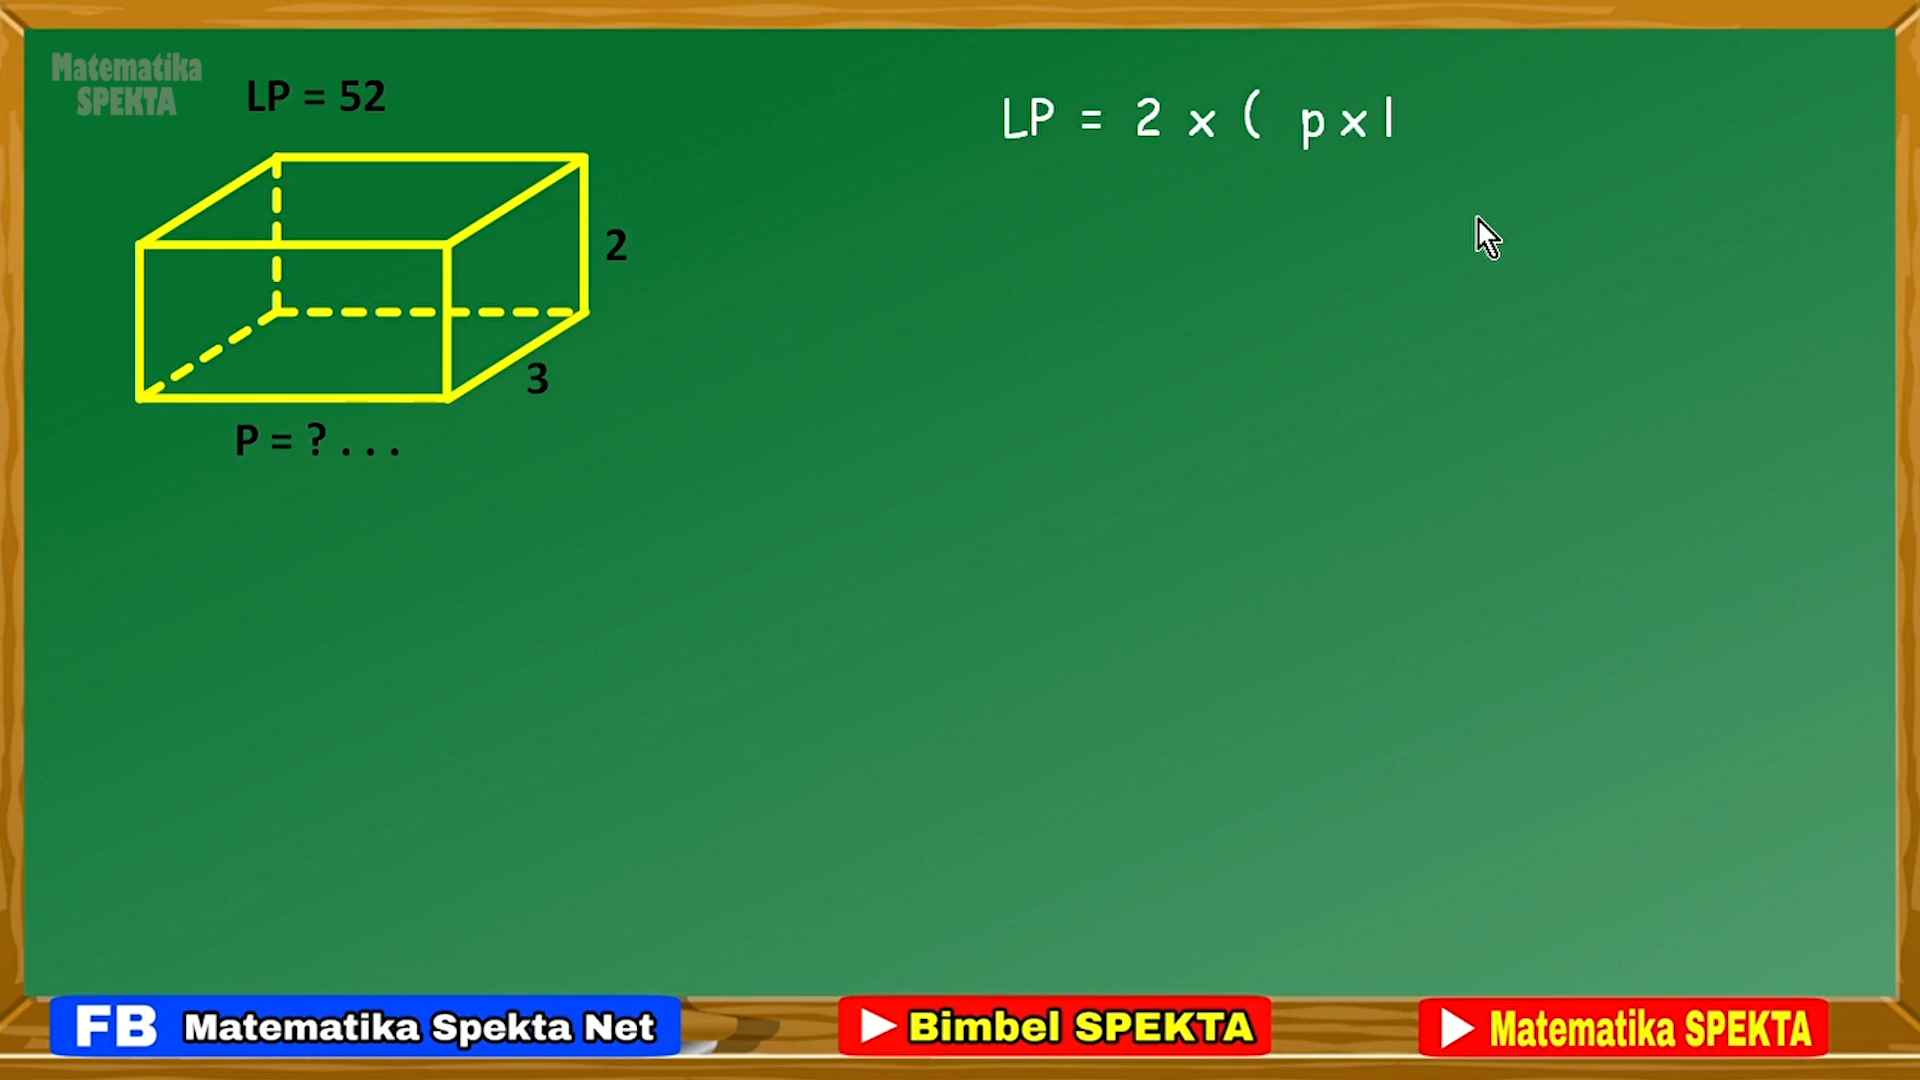 Matematika
SPEKTA
LP = 52
LP = 2 x ( p x l
2
3
P = ? . . .
FB Matematika Spekta Net
Bimbel SPEKTA
Matematika SPEKTA